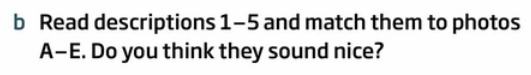 b Read descriptions 1–5 and match them to photos
A–E. Do you think they sound nice?